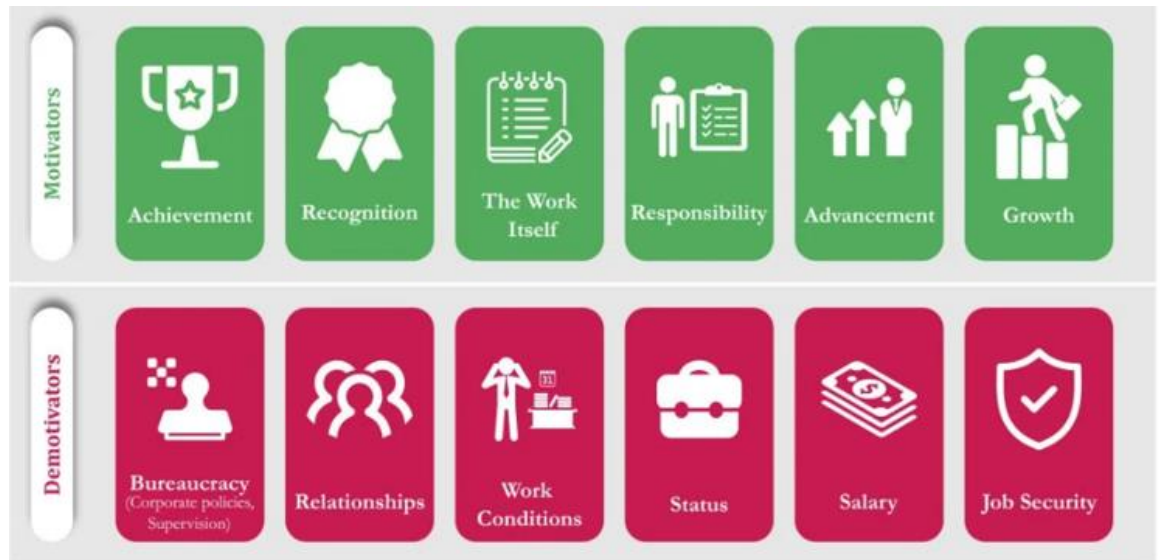 Motivators
Achievement
Recognition
The Work
Itself
Responsibility
Advancement
Growth
Demotivators
Bureaucracy
(Corporate policies,
Supervision)
Relationships
Work
Conditions
Status
Salary
Job Security
31
$